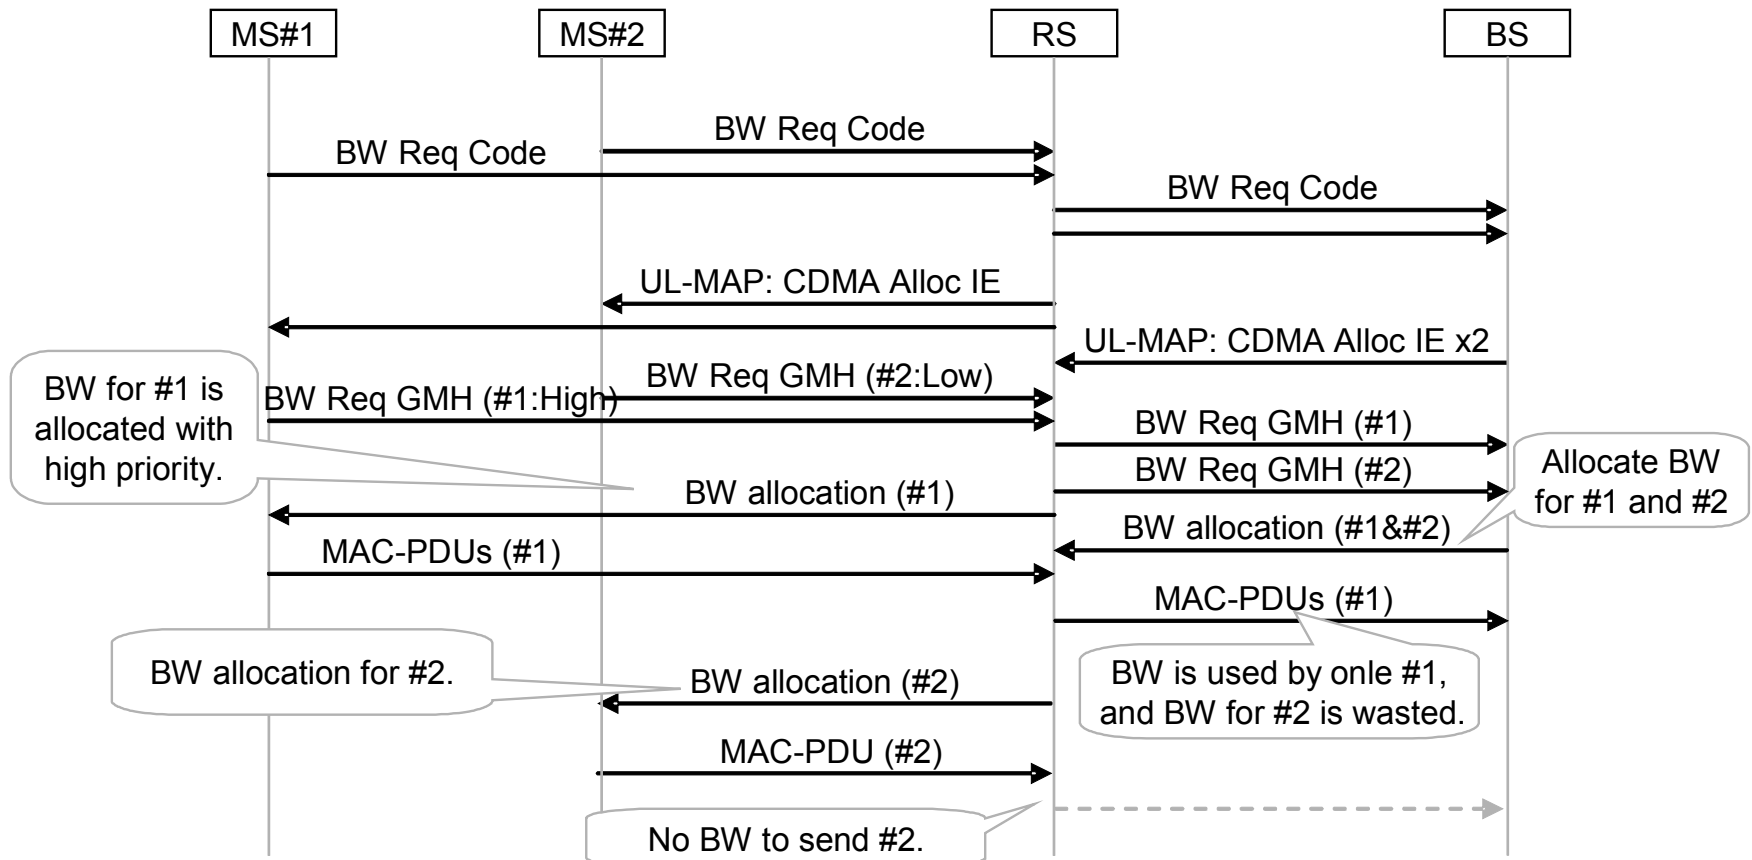 MS#1
MS#2
RS
BS
BW Req Code
BW Req Code
BW Req Code
UL-MAP: CDMA Alloc IE
UL-MAP: CDMA Alloc IE x2
BW for #1 is
allocated with
high priority.
BW Req GMH (#2:Low)
BW Req GMH (#1:High)
BW Req GMH (#1)
BW Req GMH (#2)
Allocate BW
for #1 and #2
BW allocation (#1)
BW allocation (#1&#2)
MAC-PDUs (#1)
MAC-PDUs (#1)
BW allocation for #2.
BW allocation (#2)
BW is used by onle #1,
and BW for #2 is wasted.
MAC-PDU (#2)
No BW to send #2.